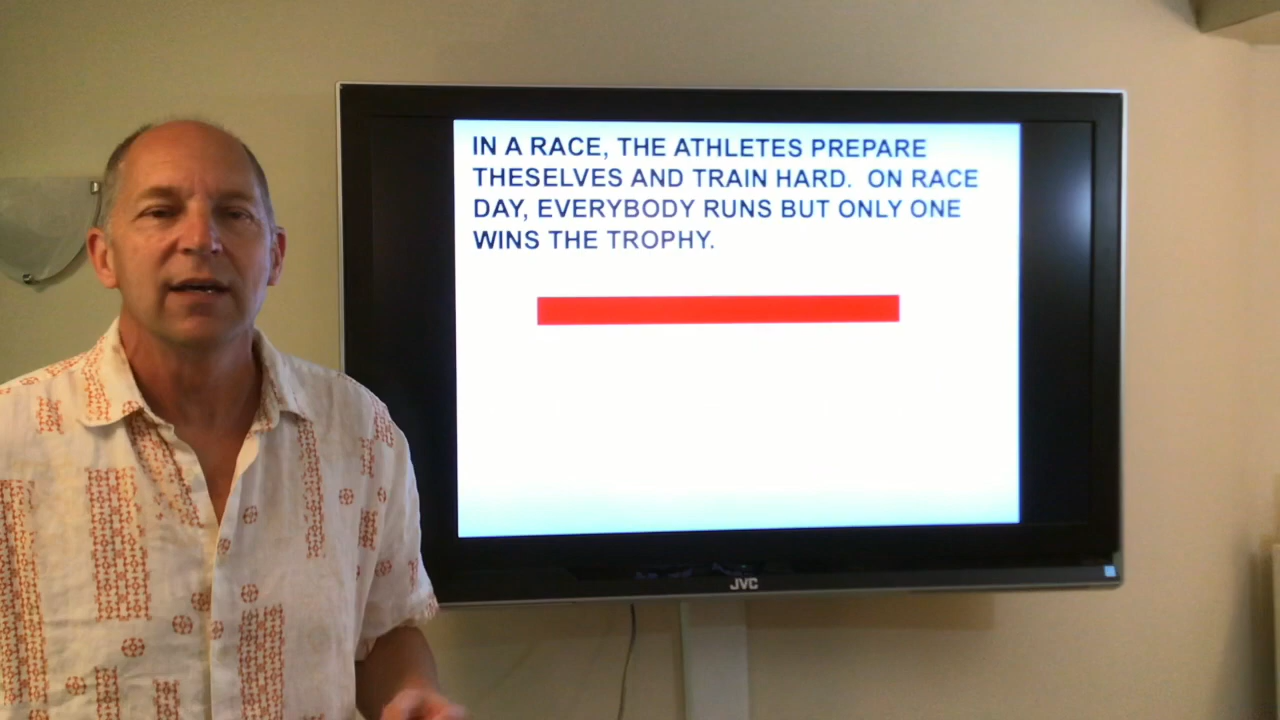 IN A RACE, THE ATHLETES PREPARE
THESELVES AND TRAIN HARD. ON RACE
DAY, EVERYBODY RUNS BUT ONLY ONE
WINS THE TROPHY.
JVC